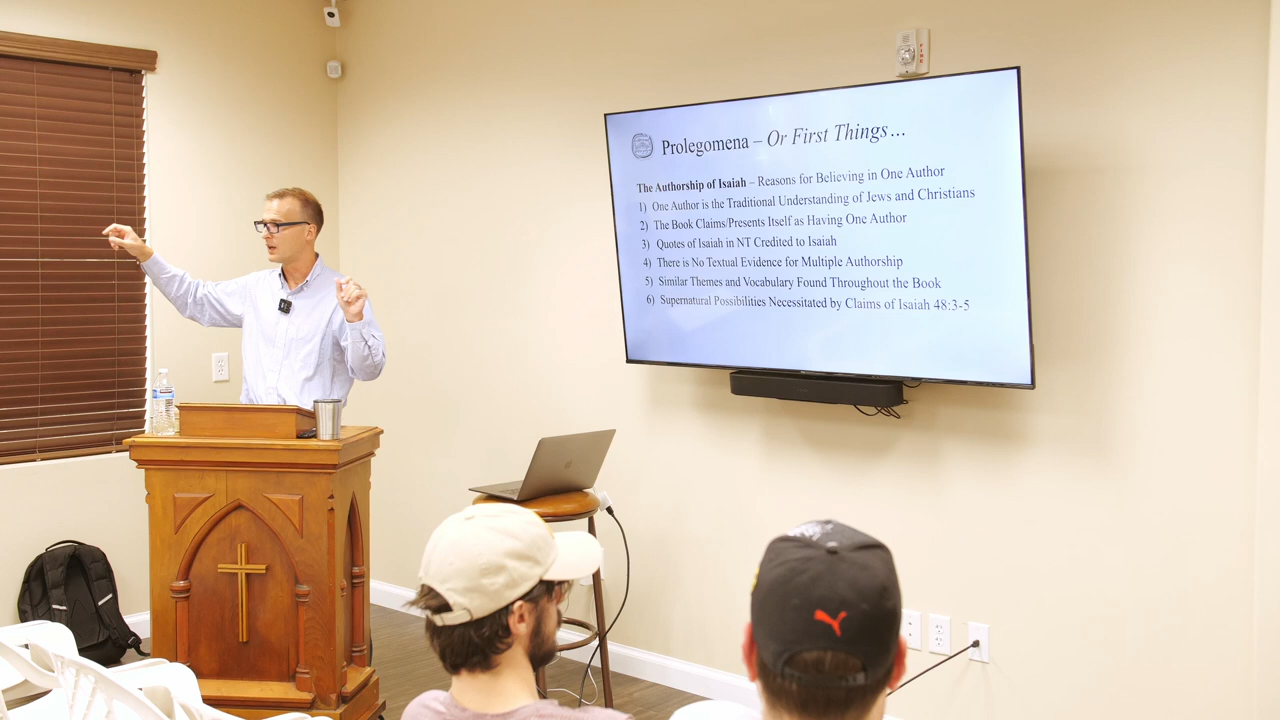 FIRE
Prolegomena – Or First Things…
The Authorship of Isaiah – Reasons for Believing in One Author
1) One Author is the Traditional Understanding of Jews and Christians
2) The Book Claims/Presents Itself as Having One Author
3) Quotes of Isaiah in NT Credited to Isaiah
4) There is No Textual Evidence for Multiple Authorship
5) Similar Themes and Vocabulary Found Throughout the Book
6) Supernatural Possibilities Necessitated by Claims of Isaiah 48:3-5